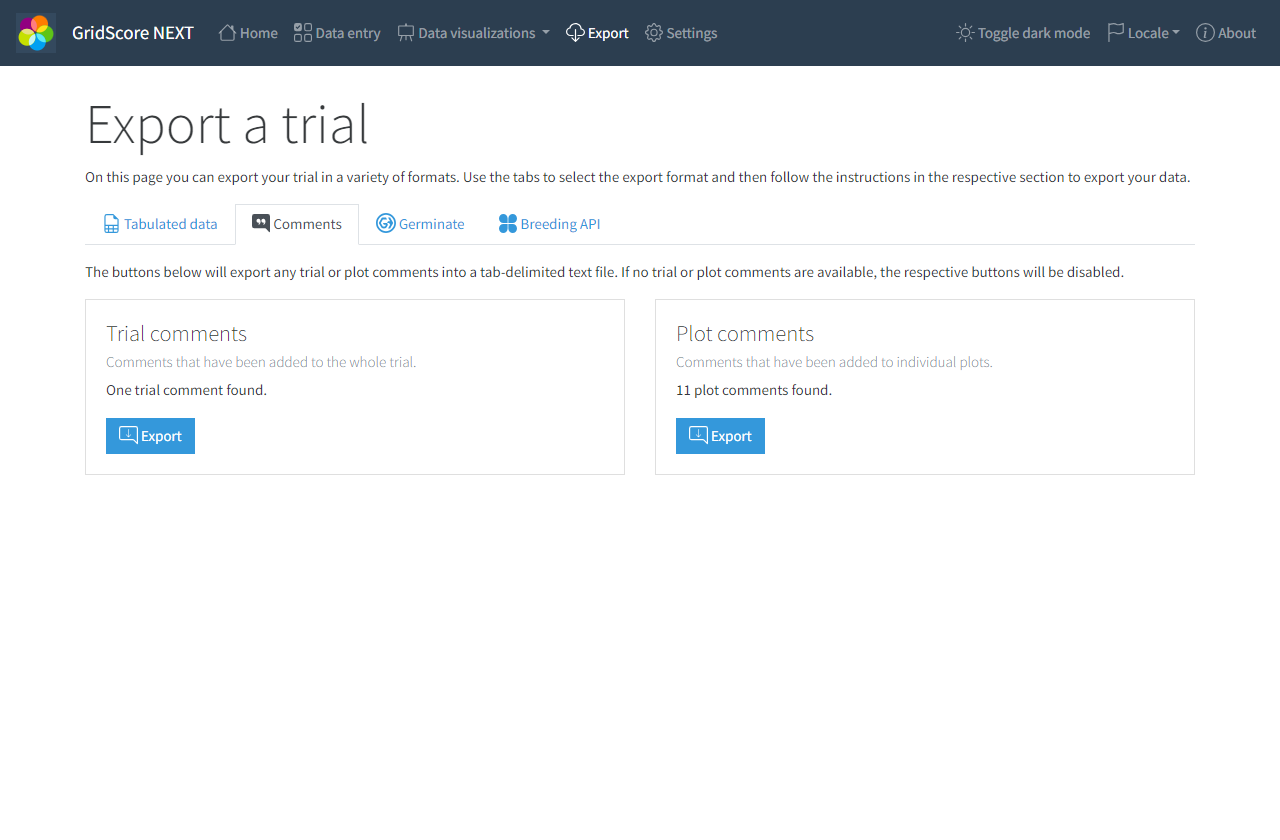 GridScore NEXT Home Data entry Data visualizations Export Settings Toggle dark mode Locale About
Export a trial
On this page you can export your trial in a variety of formats. Use the tabs to select the export format and then follow the instructions in the respective section to export your data.
Tabulated data Comments Germinate Breeding API
The buttons below will export any trial or plot comments into a tab-delimited text file. If no trial or plot comments are available, the respective buttons will be disabled.
Trial comments
Comments that have been added to the whole trial.
One trial comment found.
Export
Plot comments
Comments that have been added to individual plots.
11 plot comments found.
Export